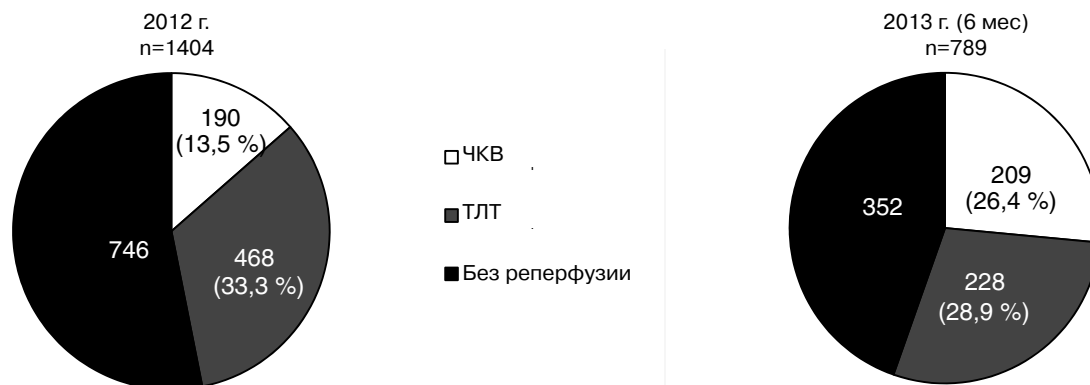 2012 г.
n=1404
190
(13,5 %)
746
468
(33,3 %)
ЧКВ
ТЛТ
Без реперфузии
2013 г. (6 мес)
n=789
209
(26,4 %)
352
228
(28,9 %)